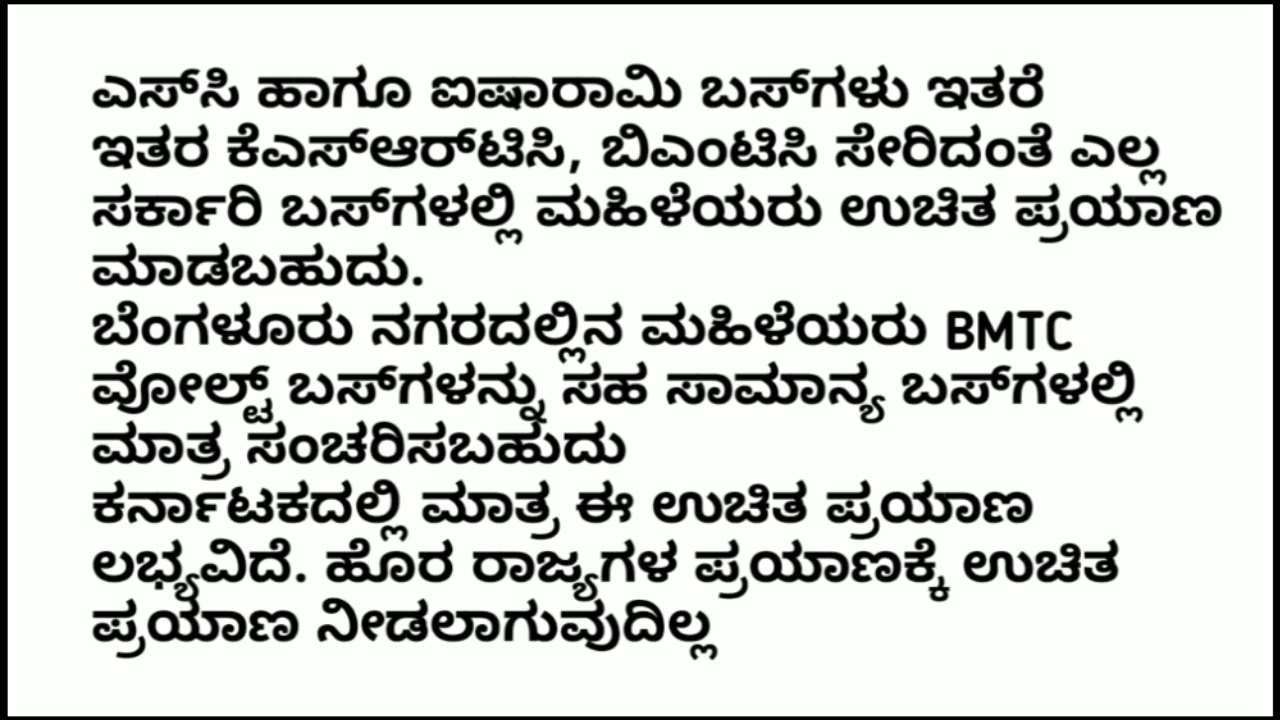 ಎಸ್‌ಸಿ ಹಾಗೂ ಐಷಾರಾಮಿ ಬಸ್‌ಗಳು ಇತರೆ
ಇತರ ಕೆಎಸ್‌ಆರ್‌ಟಿಸಿ, ಬಿಎಂಟಿಸಿ ಸೇರಿದಂತೆ ಎಲ್ಲ
ಸರ್ಕಾರಿ ಬಸ್‌ಗಳಲ್ಲಿ ಮಹಿಳೆಯರು ಉಚಿತ ಪ್ರಯಾಣ
ಮಾಡಬಹುದು.
ಬೆಂಗಳೂರು ನಗರದಲ್ಲಿನ ಮಹಿಳೆಯರು BMTC
ವೋಲ್ಟ್ ಬಸ್‌ಗಳನ್ನು ಸಹ ಸಾಮಾನ್ಯ ಬಸ್‌ಗಳಲ್ಲಿ
ಮಾತ್ರ ಸಂಚರಿಸಬಹುದು
ಕರ್ನಾಟಕದಲ್ಲಿ ಮಾತ್ರ ಈ ಉಚಿತ ಪ್ರಯಾಣ
ಲಭ್ಯವಿದೆ. ಹೊರ ರಾಜ್ಯಗಳ ಪ್ರಯಾಣಕ್ಕೆ ಉಚಿತ
ಪ್ರಯಾಣ ನೀಡಲಾಗುವುದಿಲ್ಲ